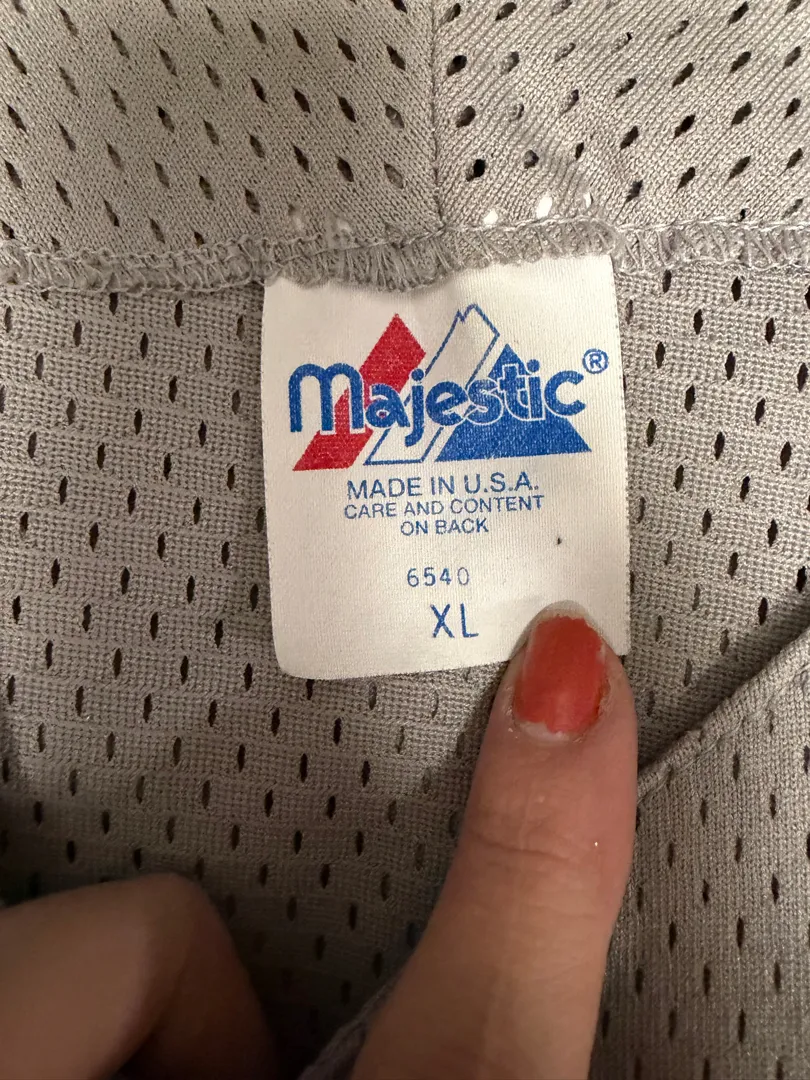 Majestic®
MADE IN U.S.A.
CARE AND CONTENT
ON BACK
6540
XL